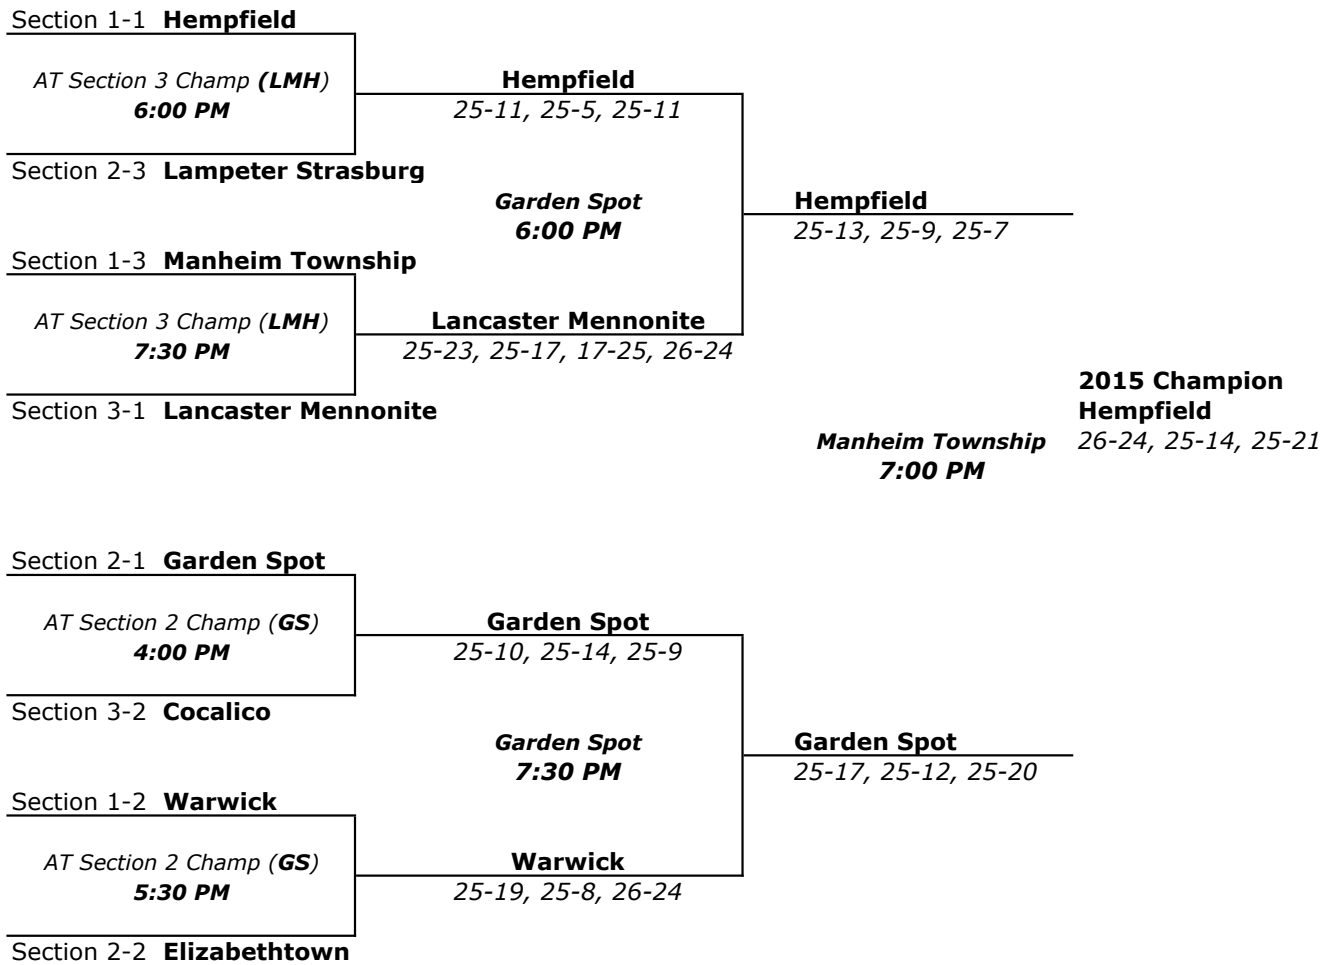 Section 1-1 Hempfield
AT Section 3 Champ (LMH)
6:00 PM
Hempfield
25-11, 25-5, 25-11
Section 2-3 Lampeter Strasburg
Garden Spot
6:00 PM
Hempfield
25-13, 25-9, 25-7
Section 1-3 Manheim Township
AT Section 3 Champ (LMH)
7:30 PM
Lancaster Mennonite
25-23, 25-17, 17-25, 26-24
Section 3-1 Lancaster Mennonite
2015 Champion
Hempfield
26-24, 25-14, 25-21
Manheim Township
7:00 PM
Section 2-1 Garden Spot
AT Section 2 Champ (GS)
4:00 PM
Garden Spot
25-10, 25-14, 25-9
Section 3-2 Cocalico
Garden Spot
7:30 PM
Garden Spot
25-17, 25-12, 25-20
Section 1-2 Warwick
AT Section 2 Champ (GS)
5:30 PM
Warwick
25-19, 25-8, 26-24
Section 2-2 Elizabethtown